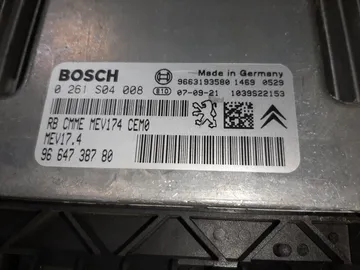 BOSCH
Made in Germany
9663193580 1469 0529
0 261 S04 008
E10
07-09-21 1039S22153
RB CMME MEV174 CEM0
MEV17.4
96 647 387 80